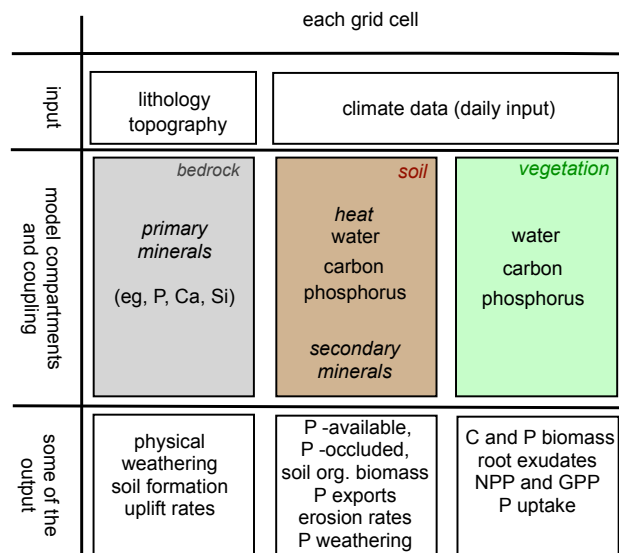 each grid cell
input
lithology
topography
climate data (daily input)
model compartments
and coupling
bedrock
primary
minerals
(eg, P, Ca, Si)
soil
heat
water
carbon
phosphorus
secondary
minerals
vegetation
water
carbon
phosphorus
some of the
output
physical
weathering
soil formation
uplift rates
P -available,
P -occluded,
soil org. biomass
P exports
erosion rates
P weathering
C and P biomass
root exudates
NPP and GPP
P uptake